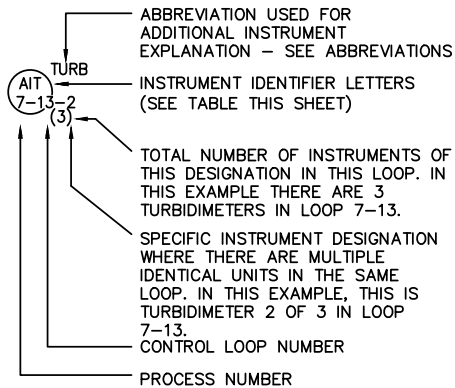 ABBREVIATION USED FOR
ADDITIONAL INSTRUMENT
EXPLANATION – SEE ABBREVIATIONS
TURB
AIT
INSTRUMENT IDENTIFIER LETTERS
7-13-2
(SEE TABLE THIS SHEET)
(3)
TOTAL NUMBER OF INSTRUMENTS OF
THIS DESIGNATION IN THIS LOOP. IN
THIS EXAMPLE THERE ARE 3
TURBIDIMETERS IN LOOP 7-13.
SPECIFIC INSTRUMENT DESIGNATION
WHERE THERE ARE MULTIPLE
IDENTICAL UNITS IN THE SAME
LOOP. IN THIS EXAMPLE, THIS IS
TURBIDIMETER 2 OF 3 IN LOOP
7-13.
CONTROL LOOP NUMBER
PROCESS NUMBER